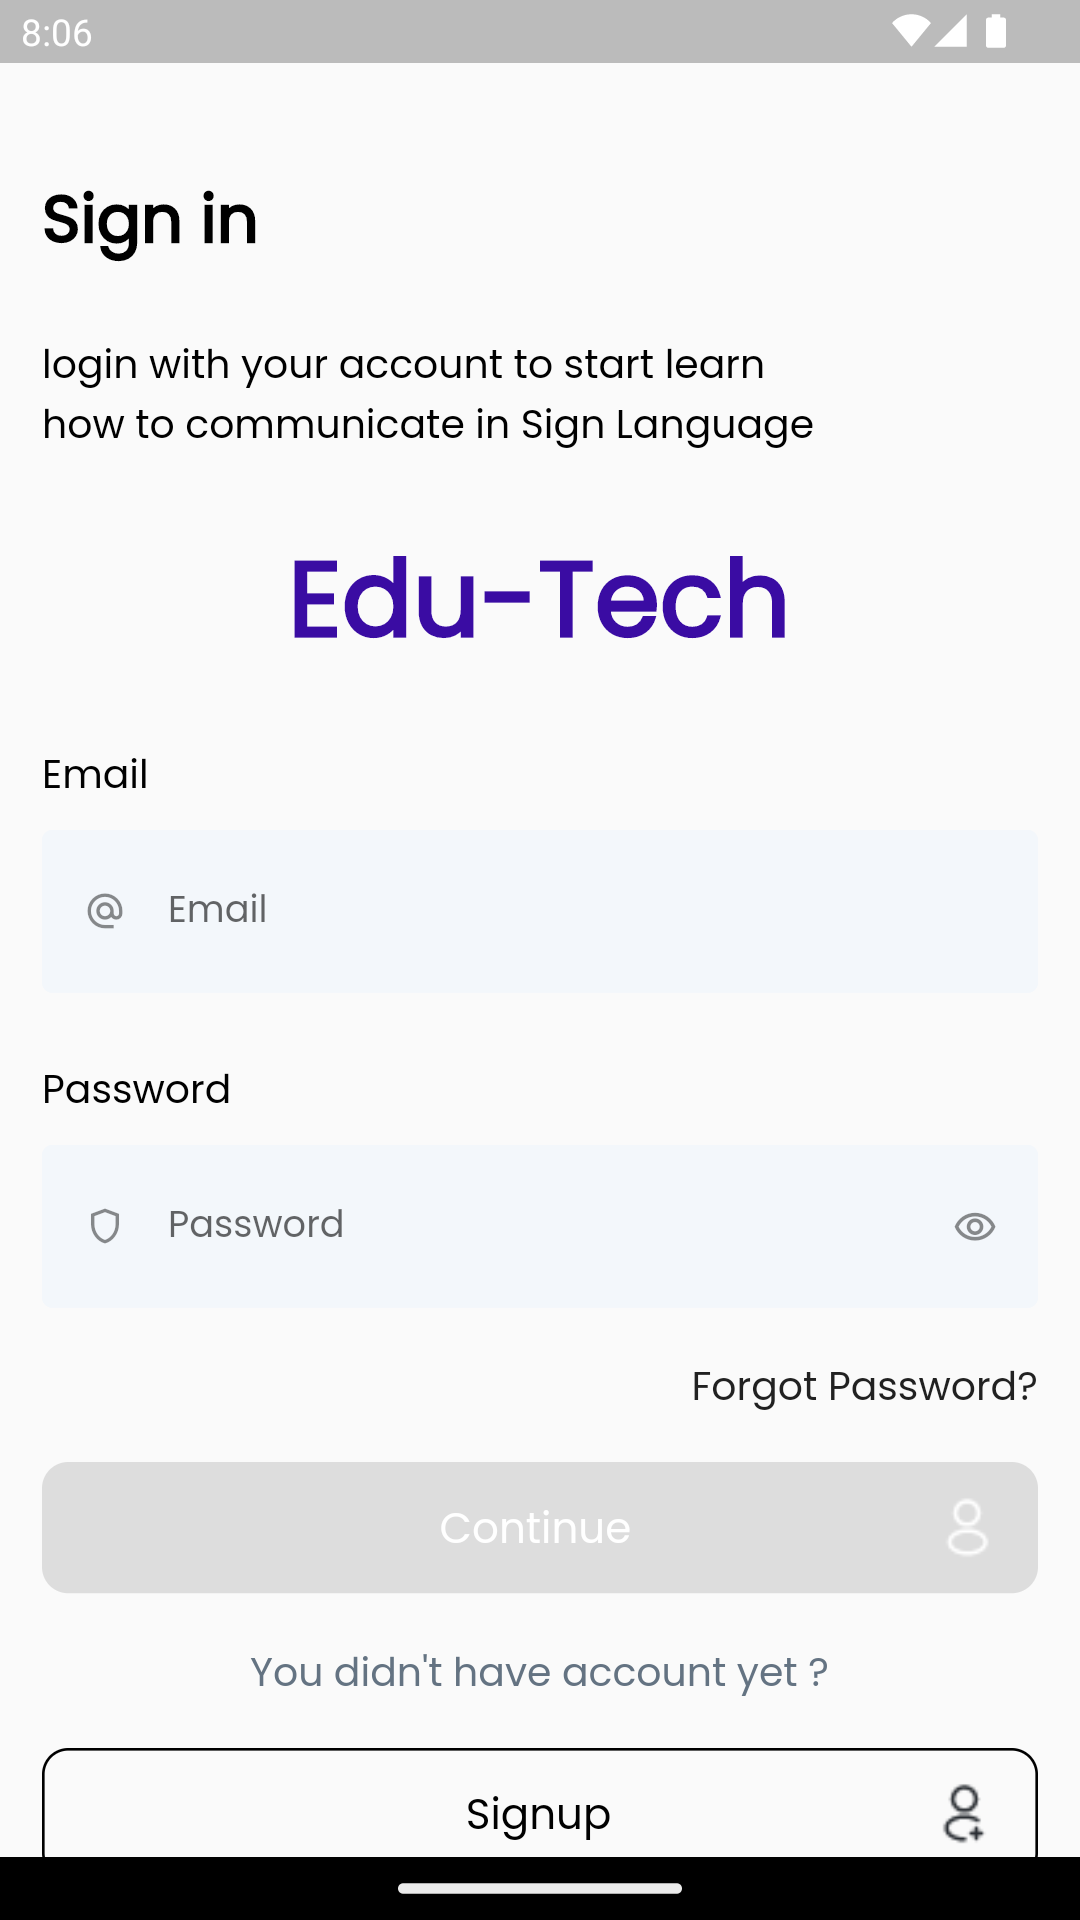 8:06
Sign in
login with your account to start learn
how to communicate in Sign Language
Edu-Tech
Email
Email
Password
Password
Forgot Password?
Continue
You didn't have account yet ?
Signup